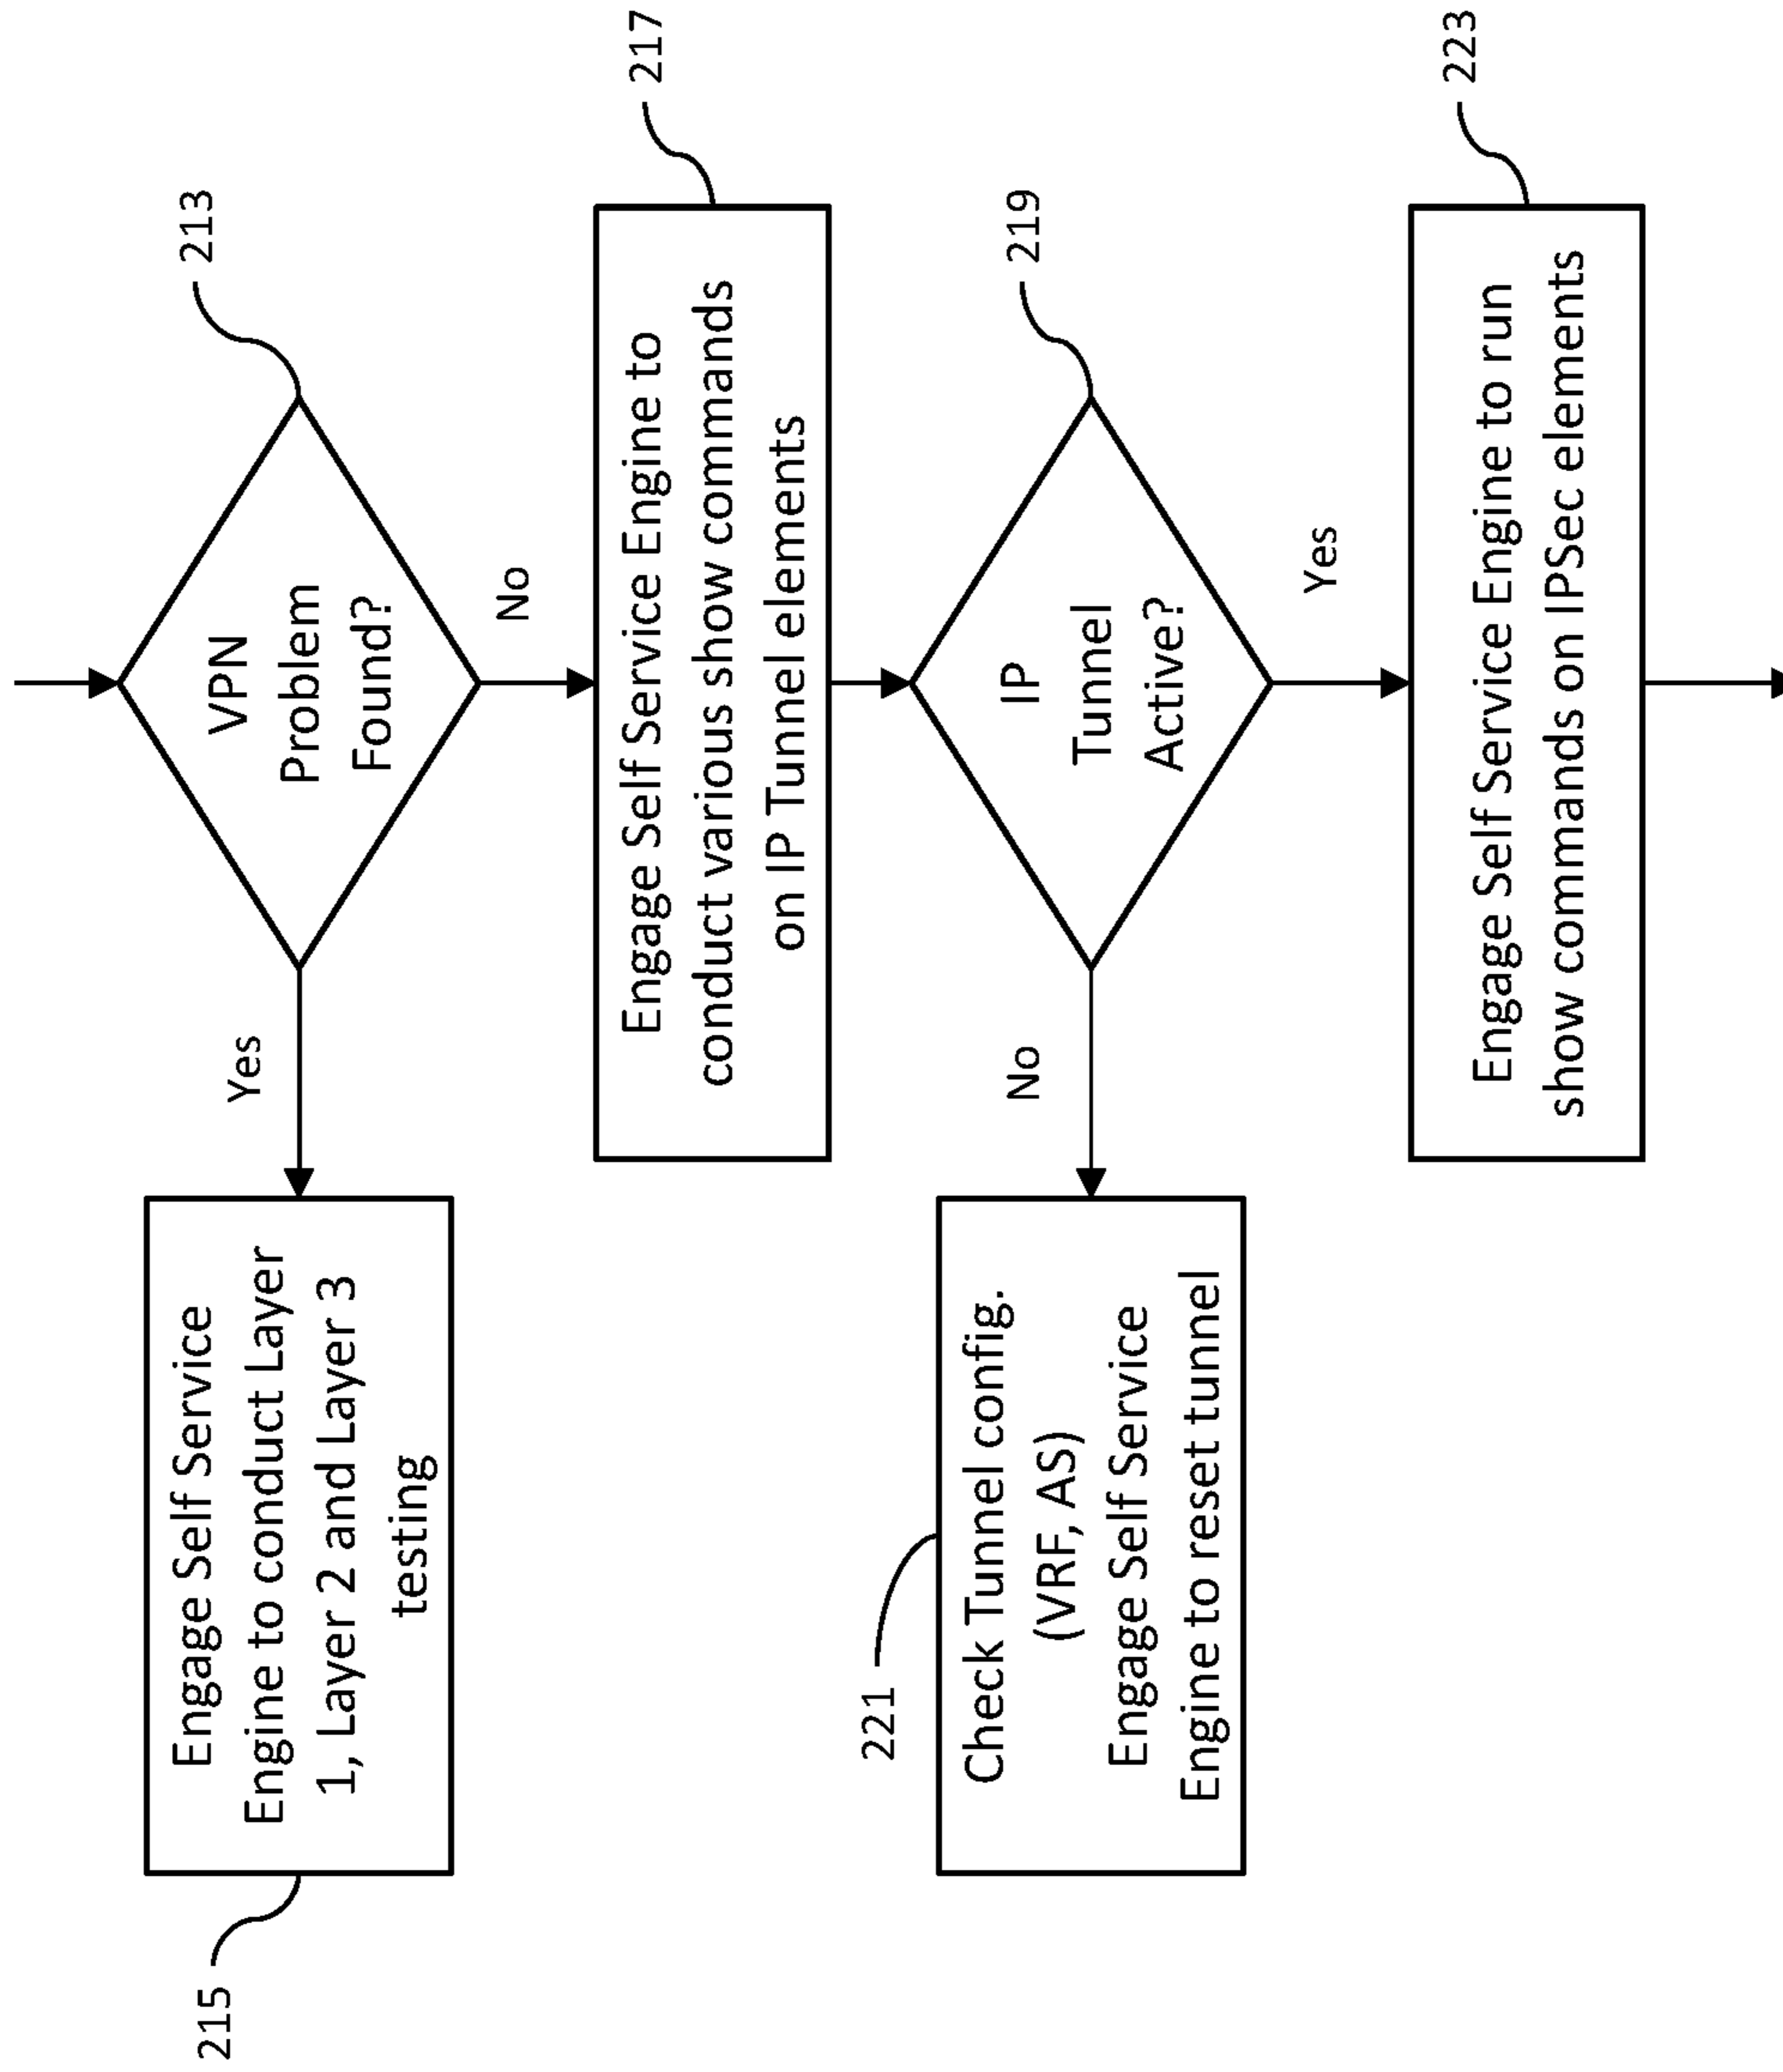 213
VPN
Problem
Found?
Yes
No
215
Engage Self Service
Engine to conduct Layer
1, Layer 2 and Layer 3
testing
217
Engage Self Service Engine to
conduct various show commands
on IP Tunnel elements
219
IP
Tunnel
Active?
No
Yes
221
Check Tunnel config.
(VRF, AS)
Engage Self Service
Engine to reset tunnel
223
Engage Self Service Engine to run
show commands on IPSec elements